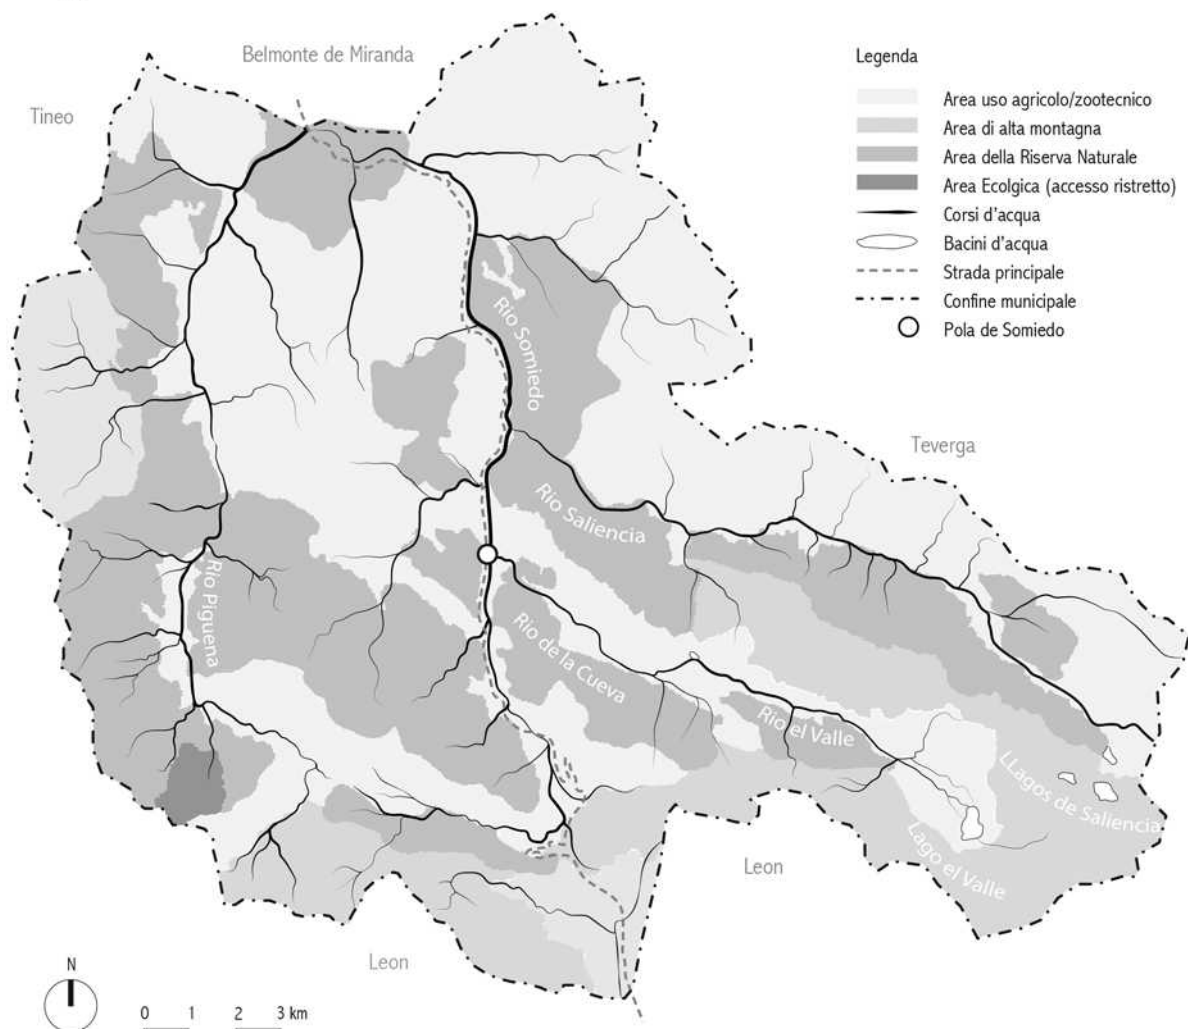 Belmonte de Miranda
Tineo
Legenda
Area uso agricolo/zootecnico
Area di alta montagna
Area della Riserva Naturale
Area Ecolgica (accesso ristretto)
Corsi d'acqua
Bacini d'acqua
Strada principale
Confine municipale
Pola de Somiedo
Rio Somiedo
Teverga
Rio Saliencia
Rio Piguena
Rio de la Cueva
Rio el Valle
LLagos de Saliencia
Lago el Valle
Leon
Leon
N
0 1 2 3 km